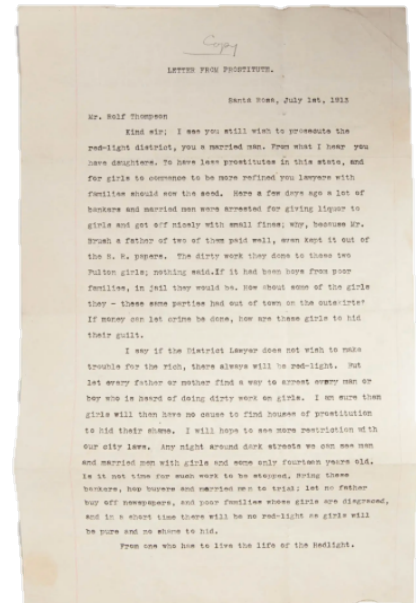 Copy
LETTER FROM PROSTITUTE.
Santa Rosa, July 1st, 1913
Mr. Rolf Thompson
Kind sir; I see you still wish to prosecute the
red-light district, you a married man. From what I hear you
have daughters. To have less prostitutes in this state, and
for girls to commence to be more refined you lawyers with
families should sow the seed. Here a few days ago a lot of
bankers and married men were arrested for giving liquor to
girls and got off nicely with small fines; why, because Mr.
Brush a father of two of them paid well, even kept it out of
the S. R. papers. The dirty work they done to those two
Fulton girls; nothing said.If it had been boys from poor
families, in jail they would be. How about some of the girls
they - these same parties had out of town on the outskirts?
If money can let crime be done, how are these girls to hid
their guilt.
I say if the District Lawyer does not wish to make
trouble for the rich, there always will be red-light. But
let every father or mother find a way to arrest every man or
boy who is heard of doing dirty work on girls. I am sure than
girls will then have no cause to find houses of prostitution
to hid their shame. I will hope to see more restriction with
our city laws. Any night around dark streets we can see man
and married men with girls and some only fourteen years old.
Is it not time for such work to be stopped. Bring these
bankers, hop buyers and married men to trial; let no father
buy off newspapers, and poor families whose girls are disgraced,
and in a short time there will be no red-light as girls will
be pure and no shame to hid.
From one who has to live the life of the Redlight.